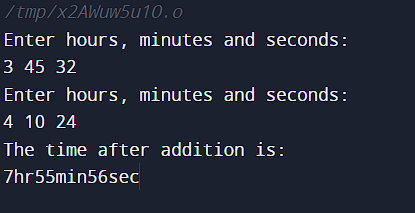 /tmp/x2AWuw5u1O.o
Enter hours, minutes and seconds:
3 45 32
Enter hours, minutes and seconds:
4 10 24
The time after addition is:
7hr55min56sec